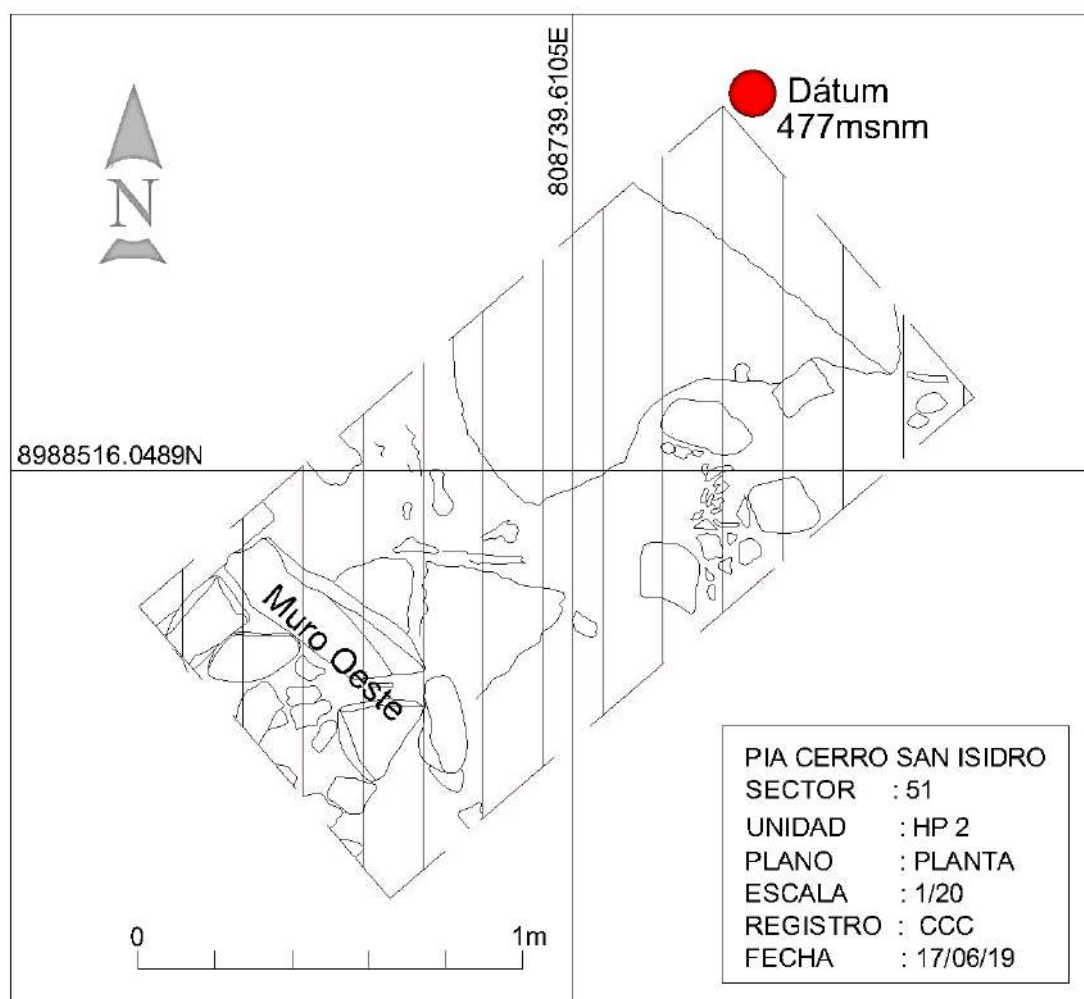 808739.6105E
Dátum
477msnm
N
8988516.0489N
Muro Oeste
PIA CERRO SAN ISIDRO
SECTOR : 51
UNIDAD : HP 2
PLANO : PLANTA
ESCALA : 1/20
REGISTRO : CCC
FECHA : 17/06/19
0 1m